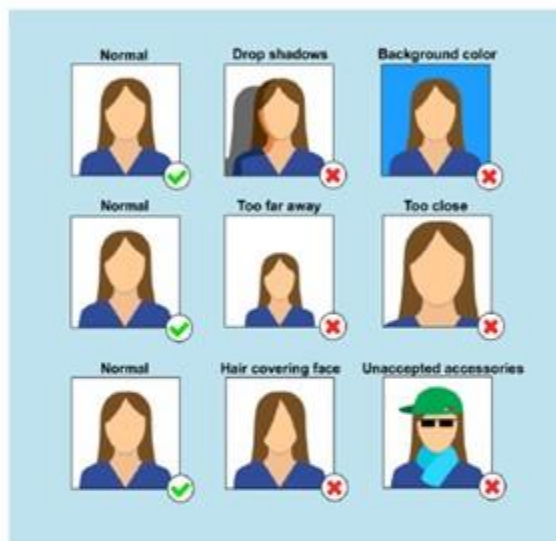 Normal
Drop shadows
Background color
Normal
Too far away
Too close
Normal
Hair covering face
Unaccepted accessories